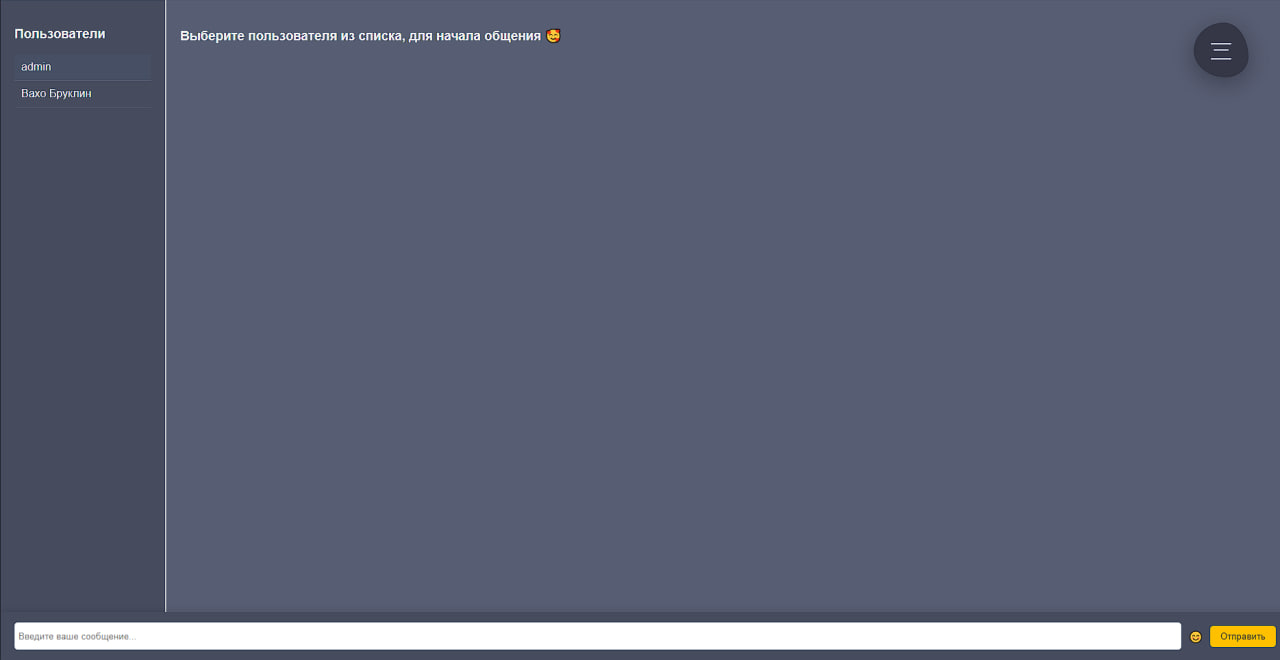 Пользователи
Выберите пользователя из списка, для начала общения 🥰
admin
Вахо Бруклин
Введите ваше сообщение...
Отправить